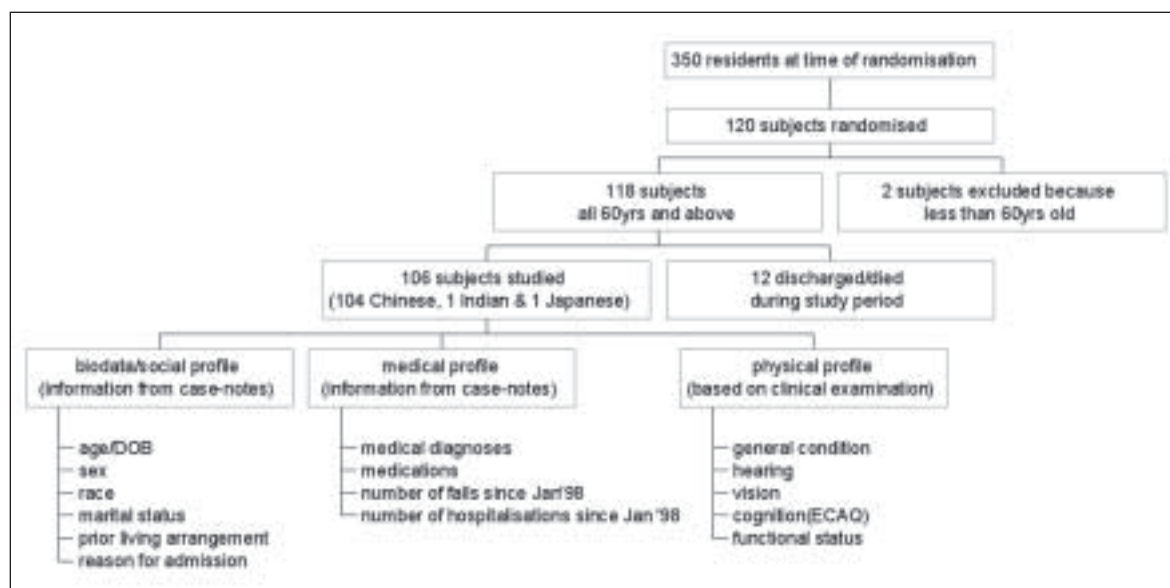 350 residents at time of randomisation
120 subjects randomised
118 subjects
all 60yrs and above
2 subjects excluded because
less than 60yrs old
106 subjects studied
(104 Chinese, 1 Indian & 1 Japanese)
12 discharged/died
during study period
biodata/social profile
(information from case-notes)
medical profile
(information from case-notes)
physical profile
(based on clinical examination)
age/DOB
sex
race
marital status
prior living arrangement
reason for admission
medical diagnoses
medications
number of falls since Jan'98
number of hospitalisations since Jan '98
general condition
hearing
vision
cognition(ECAQ)
functional status